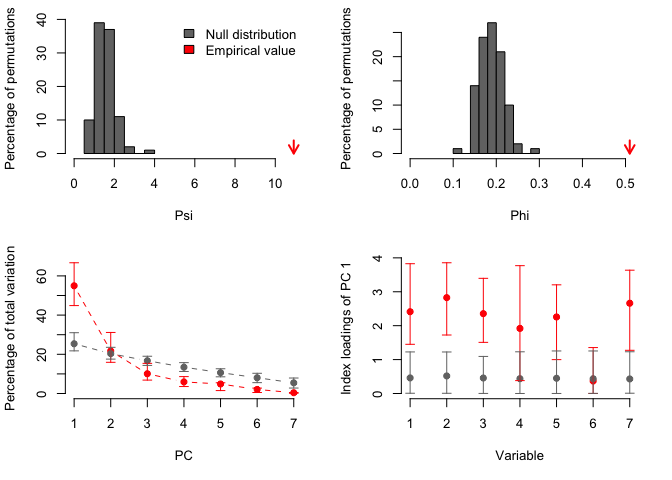 Percentage of permutations
0
10
20
30
40
Null distribution
Empirical value
0 2 4 6 8 10
Psi
Percentage of permutations
0
5
10
20
0.0 0.1 0.2 0.3 0.4 0.5
Phi
Percentage of total variation
0
20
40
60
1 2 3 4 5 6 7
PC
Index loadings of PC 1
0
1
2
3
4
1 2 3 4 5 6 7
Variable